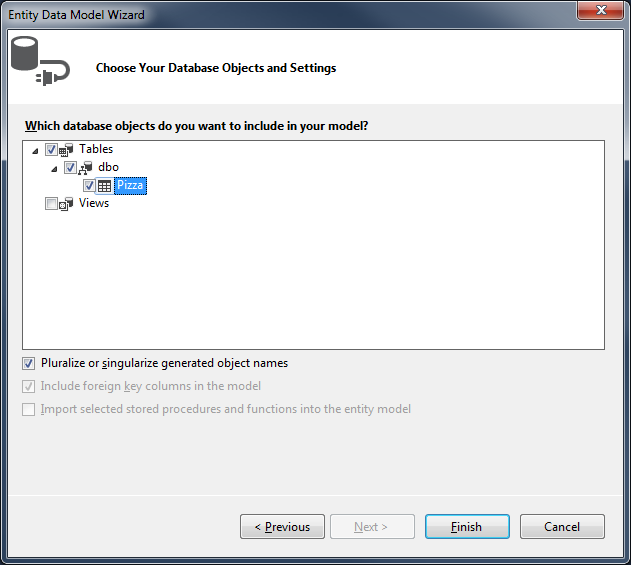 Entity Data Model Wizard
Choose Your Database Objects and Settings
Which database objects do you want to include in your model?
Tables
dbo
Pizza
Views
Pluralize or singularize generated object names
Include foreign key columns in the model
Import selected stored procedures and functions into the entity model
< Previous
Next >
Finish
Cancel